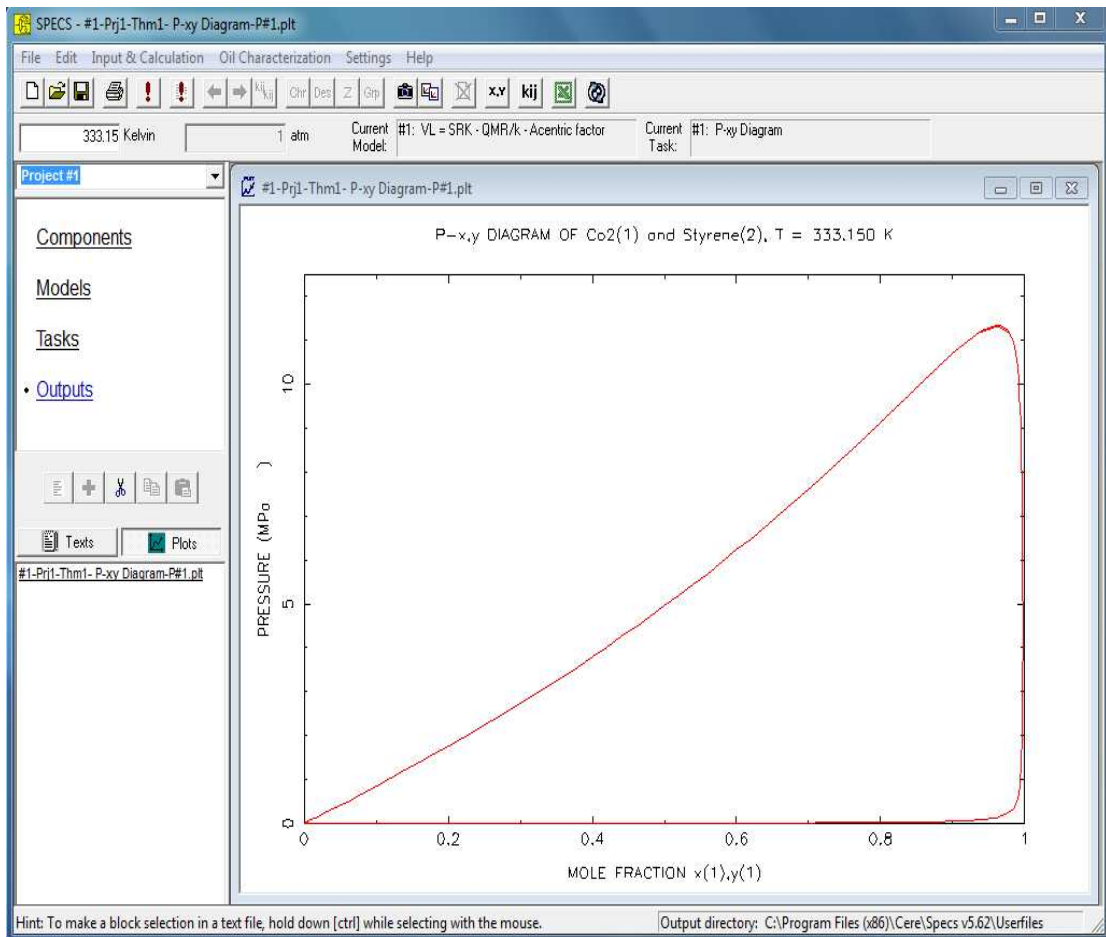 SPECS - #1-Prj1-Thm1- P-xy Diagram-P#1.plt
File Edit Input & Calculation Oil Characterization Settings Help
kij kij Chr Des Z Grp x,y kij
333.15 Kelvin 1 atm Current Model: #1: VL = SRK - QMR/k - Acentric factor Current Task: #1: P-xy Diagram
Project #1
Components
Models
Tasks
• Outputs
Texts Plots
#1-Prj1-Thm1- P-xy Diagram-P#1.plt
#1-Prj1-Thm1- P-xy Diagram-P#1.plt
P-x,y DIAGRAM OF Co2(1) and Styrene(2), T = 333.150 K
PRESSURE (MPa )
10
5
0
0 0.2 0.4 0.6 0.8 1
MOLE FRACTION x(1),y(1)
Hint: To make a block selection in a text file, hold down [ctrl] while selecting with the mouse. Output directory: C:\Program Files (x86)\Cere\Specs v5.62\Userfiles